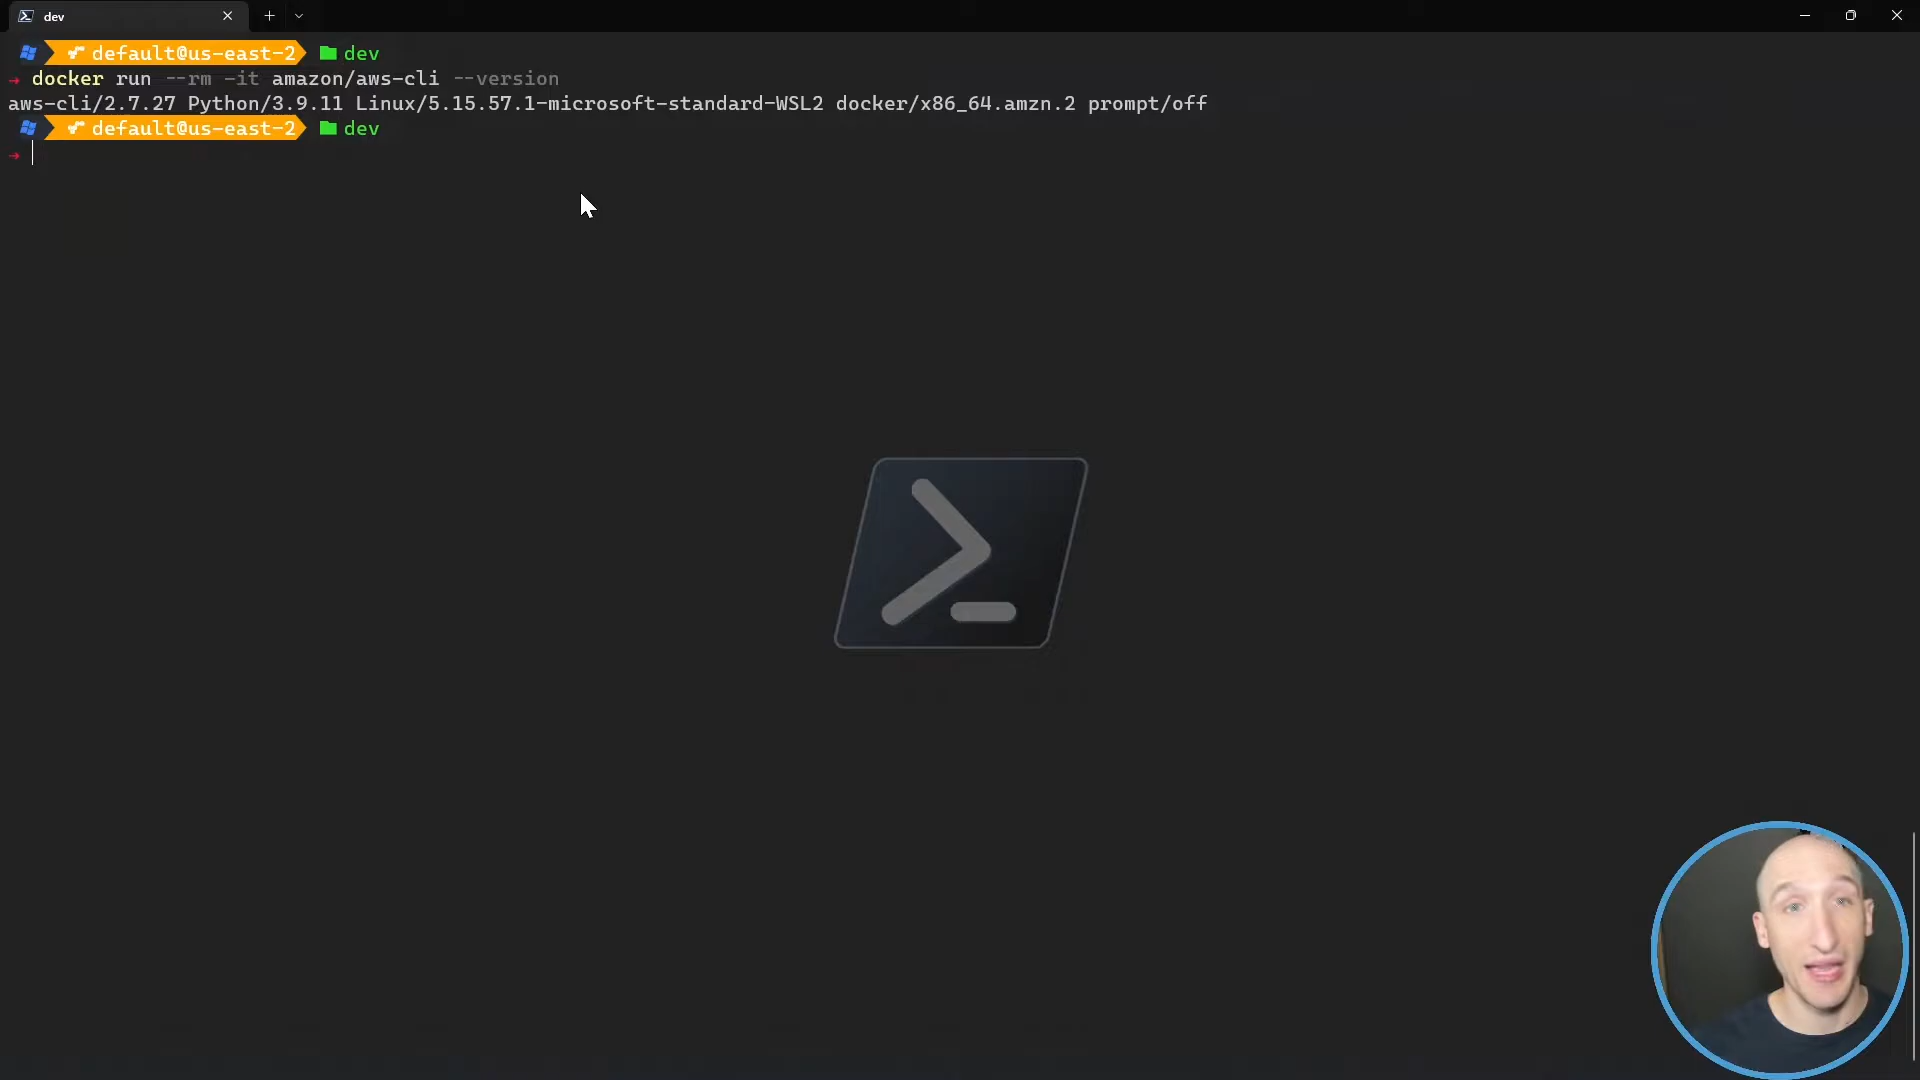 dev
default@us-east-2 dev
→ docker run --rm -it amazon/aws-cli --version
aws-cli/2.7.27 Python/3.9.11 Linux/5.15.57.1-microsoft-standard-WSL2 docker/x86_64.amzn.2 prompt/off
default@us-east-2 dev
→